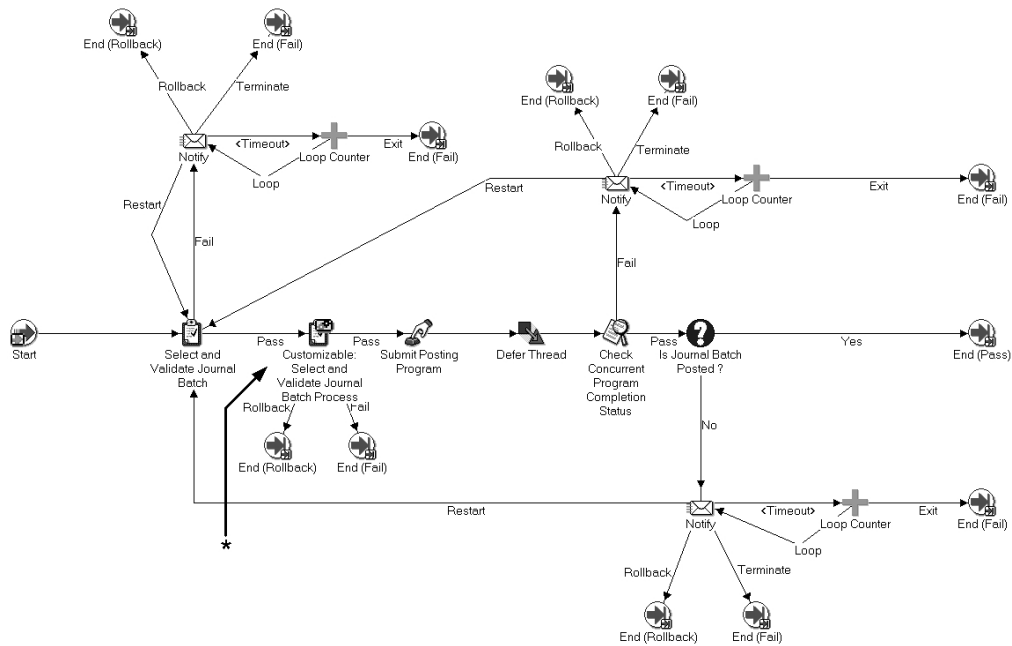 End (Rollback)
End (Fail)
Rollback
Terminate
Notify
<Timeout>
Loop Counter
Exit
End (Fail)
Loop
Restart
Fail
End (Rollback)
End (Fail)
Rollback
Terminate
Restart
Notify
<Timeout>
Loop Counter
Exit
End (Fail)
Loop
Fail
Start
Select and
Validate Journal
Batch
Pass
Customizable:
Select and
Validate Journal
Batch Process
Pass
Submit Posting
Program
Defer Thread
Check
Concurrent
Program
Completion
Status
Pass
Is Journal Batch
Posted ?
Yes
End (Pass)
Rollback
Fail
End (Rollback)
End (Fail)
*
No
Restart
Notify
<Timeout>
Loop Counter
Exit
End (Fail)
Loop
Rollback
Terminate
End (Rollback)
End (Fail)